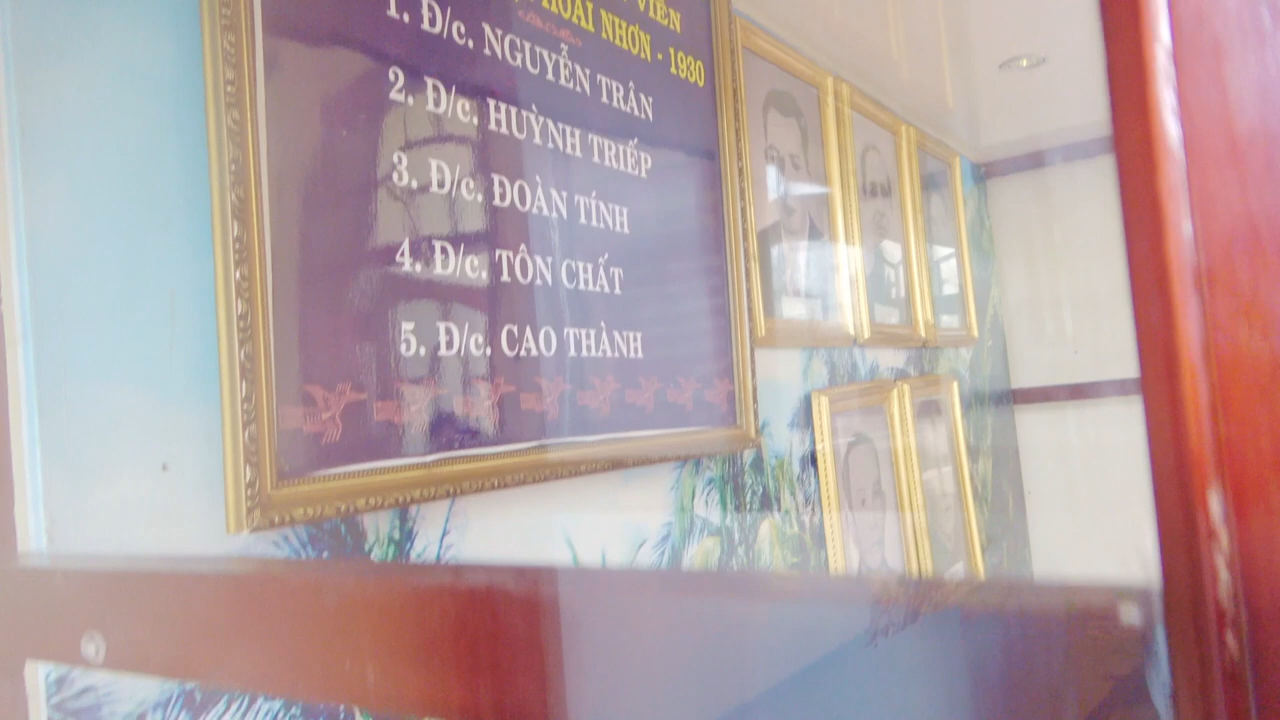 VIÊN
HOÀI NHƠN - 1930
1. Đ/c. NGUYỄN TRÂN
2. Đ/c. HUỲNH TRIẾP
3. Đ/c. ĐOÀN TÍNH
4. Đ/c. TÔN CHẤT
5. Đ/c. CAO THÀNH